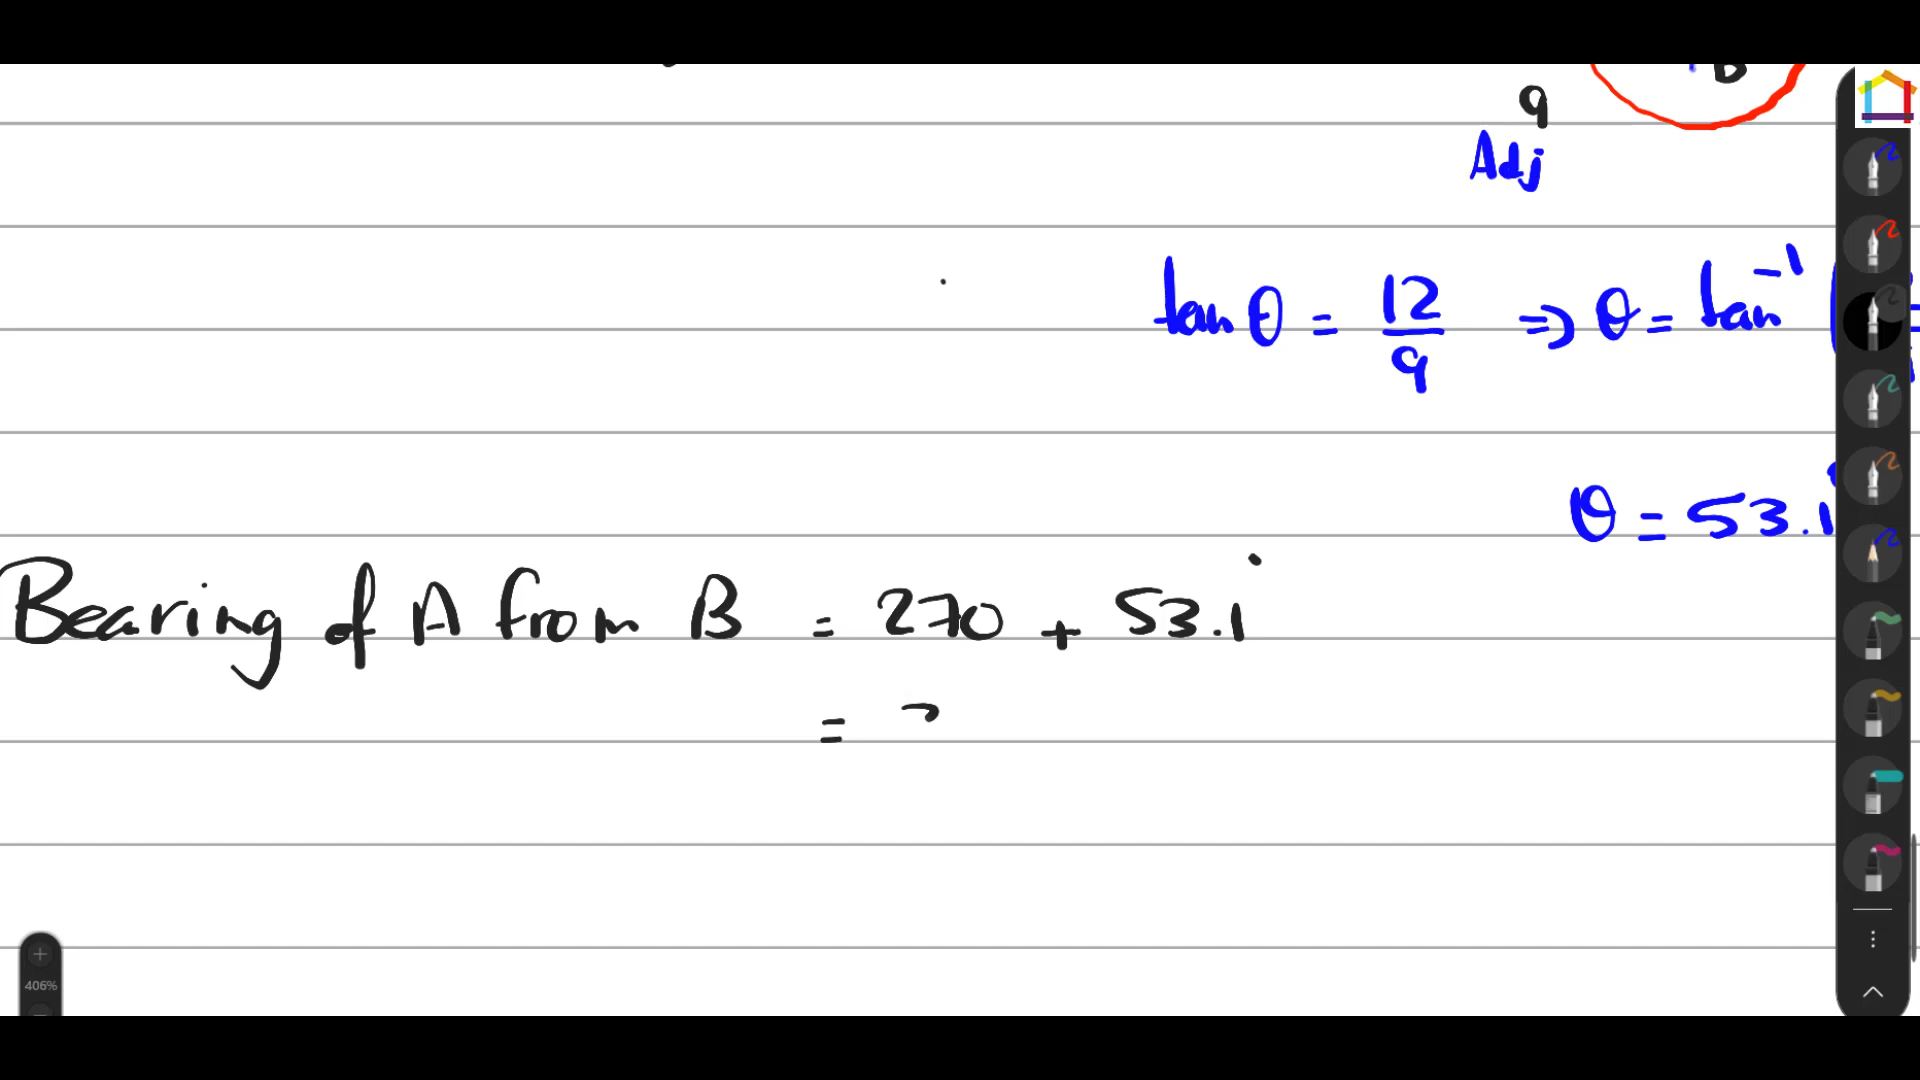 B
9
Adj
tan θ = 12/9 => θ = tan⁻¹ (
θ = 53.1°
Bearing of A from B = 270 + 53.1°
=
406%